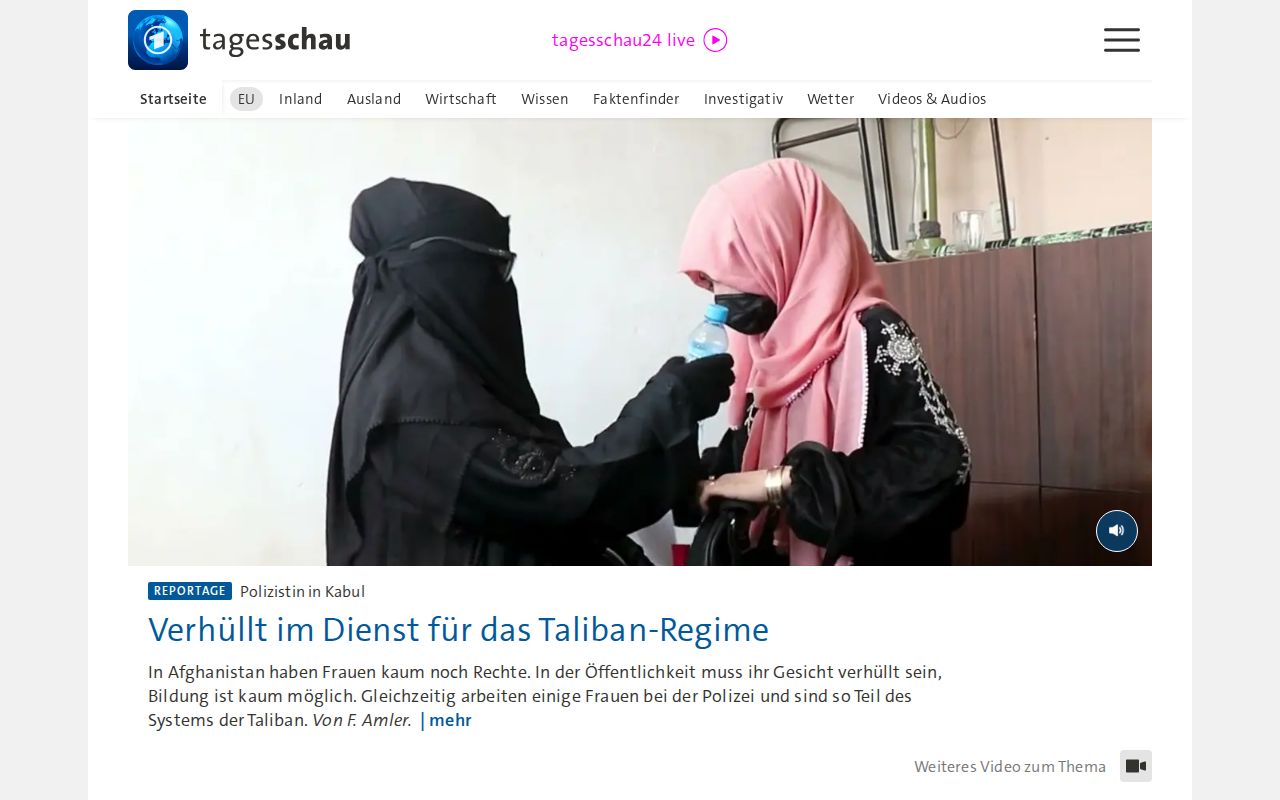 tagesschau
tagesschau24 live
Startseite EU Inland Ausland Wirtschaft Wissen Faktenfinder Investigativ Wetter Videos & Audios
REPORTAGE Polizistin in Kabul
Verhüllt im Dienst für das Taliban-Regime
In Afghanistan haben Frauen kaum noch Rechte. In der Öffentlichkeit muss ihr Gesicht verhüllt sein,
Bildung ist kaum möglich. Gleichzeitig arbeiten einige Frauen bei der Polizei und sind so Teil des
Systems der Taliban. Von F. Amler. | mehr
Weiteres Video zum Thema